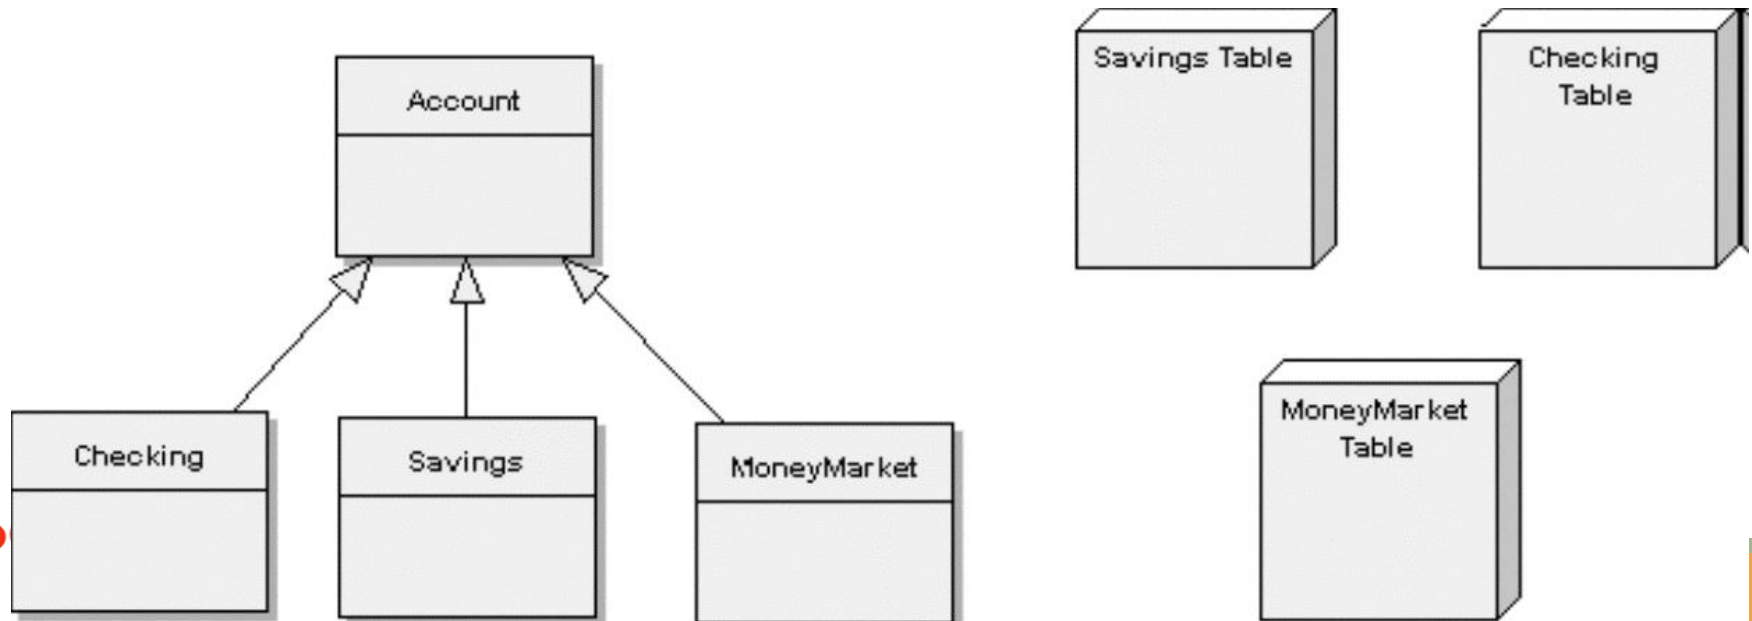 Account
Checking
Savings
MoneyMarket
Savings Table
Checking
Table
MoneyMarket
Table